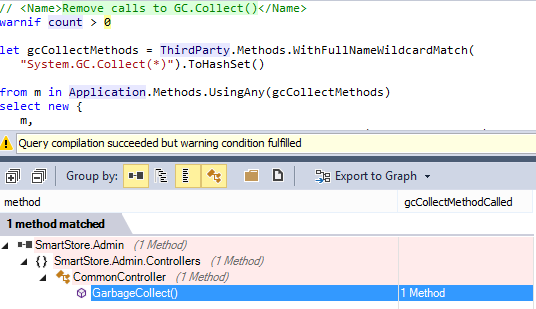 // <Name>Remove calls to GC.Collect()</Name>
warnif count > 0
let gcCollectMethods = ThirdParty.Methods.WithFullNameWildcardMatch(
"System.GC.Collect(*)").ToHashSet()
from m in Application.Methods.UsingAny(gcCollectMethods)
select new {
m,
Query compilation succeeded but warning condition fulfilled
Group by: Export to Graph
method gcCollectMethodCalled
1 method matched
SmartStore.Admin (1 Method)
{ } SmartStore.Admin.Controllers (1 Method)
CommonController (1 Method)
GarbageCollect() 1 Method